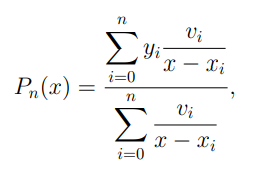 P_n(x) = \frac{\sum_{i=0}^{n} y_i \frac{v_i}{x - x_i}}{\sum_{i=0}^{n} \frac{v_i}{x - x_i}},